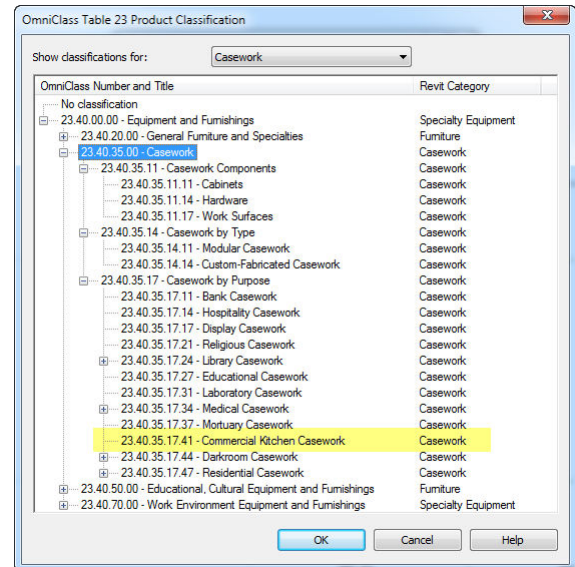 OmniClass Table 23 Product Classification
Show classifications for: Casework
OmniClass Number and Title Revit Category
No classification
23.40.00.00 - Equipment and Furnishings Specialty Equipment
23.40.20.00 - General Furniture and Specialties Furniture
23.40.35.00 - Casework Casework
23.40.35.11 - Casework Components Casework
23.40.35.11.11 - Cabinets Casework
23.40.35.11.14 - Hardware Casework
23.40.35.11.17 - Work Surfaces Casework
23.40.35.14 - Casework by Type Casework
23.40.35.14.11 - Modular Casework Casework
23.40.35.14.14 - Custom-Fabricated Casework Casework
23.40.35.17 - Casework by Purpose Casework
23.40.35.17.11 - Bank Casework Casework
23.40.35.17.14 - Hospitality Casework Casework
23.40.35.17.17 - Display Casework Casework
23.40.35.17.21 - Religious Casework Casework
23.40.35.17.24 - Library Casework Casework
23.40.35.17.27 - Educational Casework Casework
23.40.35.17.31 - Laboratory Casework Casework
23.40.35.17.34 - Medical Casework Casework
23.40.35.17.37 - Mortuary Casework Casework
23.40.35.17.41 - Commercial Kitchen Casework Casework
23.40.35.17.44 - Darkroom Casework Casework
23.40.35.17.47 - Residential Casework Casework
23.40.50.00 - Educational, Cultural Equipment and Furnishings Furniture
23.40.70.00 - Work Environment Equipment and Furnishings Specialty Equipment
OK Cancel Help